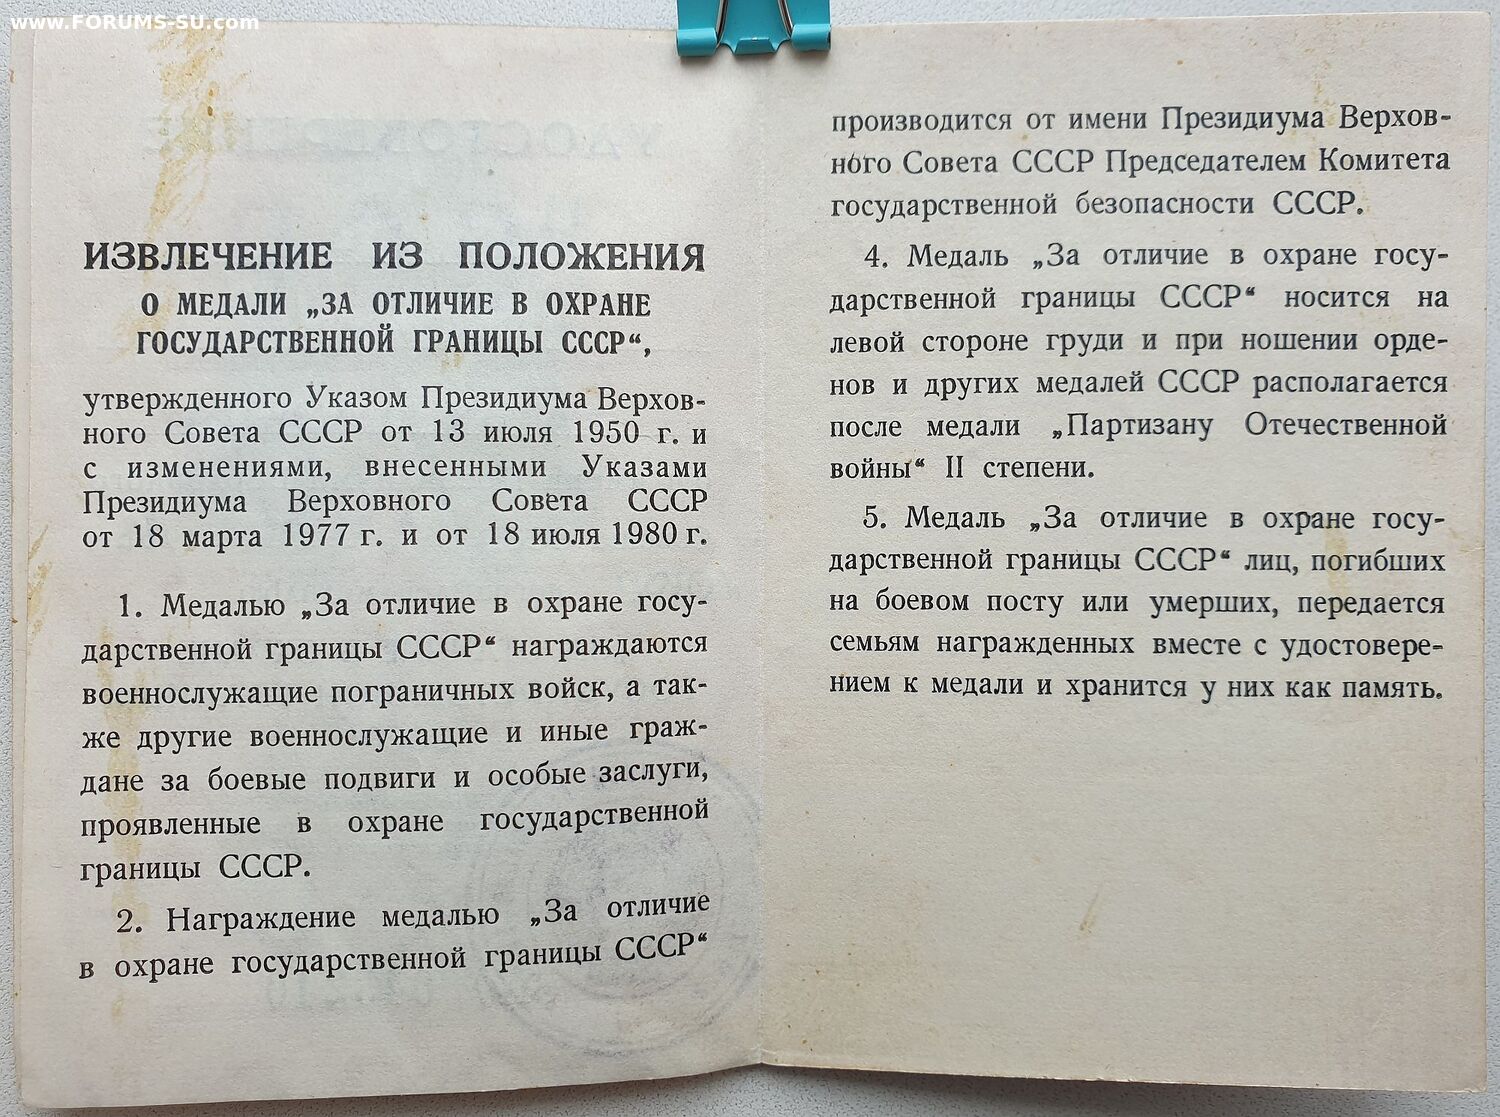 www.FORUMS-SU.com
ИЗВЛЕЧЕНИЕ ИЗ ПОЛОЖЕНИЯ
О МЕДАЛИ „ЗА ОТЛИЧИЕ В ОХРАНЕ
ГОСУДАРСТВЕННОЙ ГРАНИЦЫ СССР“,
утвержденного Указом Президиума Верхов-
ного Совета СССР от 13 июля 1950 г. и
с изменениями, внесенными Указами
Президиума Верховного Совета СССР
от 18 марта 1977 г. и от 18 июля 1980 г.
1. Медалью „За отличие в охране госу-
дарственной границы СССР“ награждаются
военнослужащие пограничных войск, а так-
же другие военнослужащие и иные граж-
дане за боевые подвиги и особые заслуги,
проявленные в охране государственной
границы СССР.
2. Награждение медалью „За отличие
в охране государственной границы СССР“
производится от имени Президиума Верхов-
ного Совета СССР Председателем Комитета
государственной безопасности СССР.
4. Медаль „За отличие в охране госу-
дарственной границы СССР“ носится на
левой стороне груди и при ношении орде-
нов и других медалей СССР располагается
после медали „Партизану Отечественной
войны“ II степени.
5. Медаль „За отличие в охране госу-
дарственной границы СССР“ лиц, погибших
на боевом посту или умерших, передается
семьям награжденных вместе с удостовере-
нием к медали и хранится у них как память.